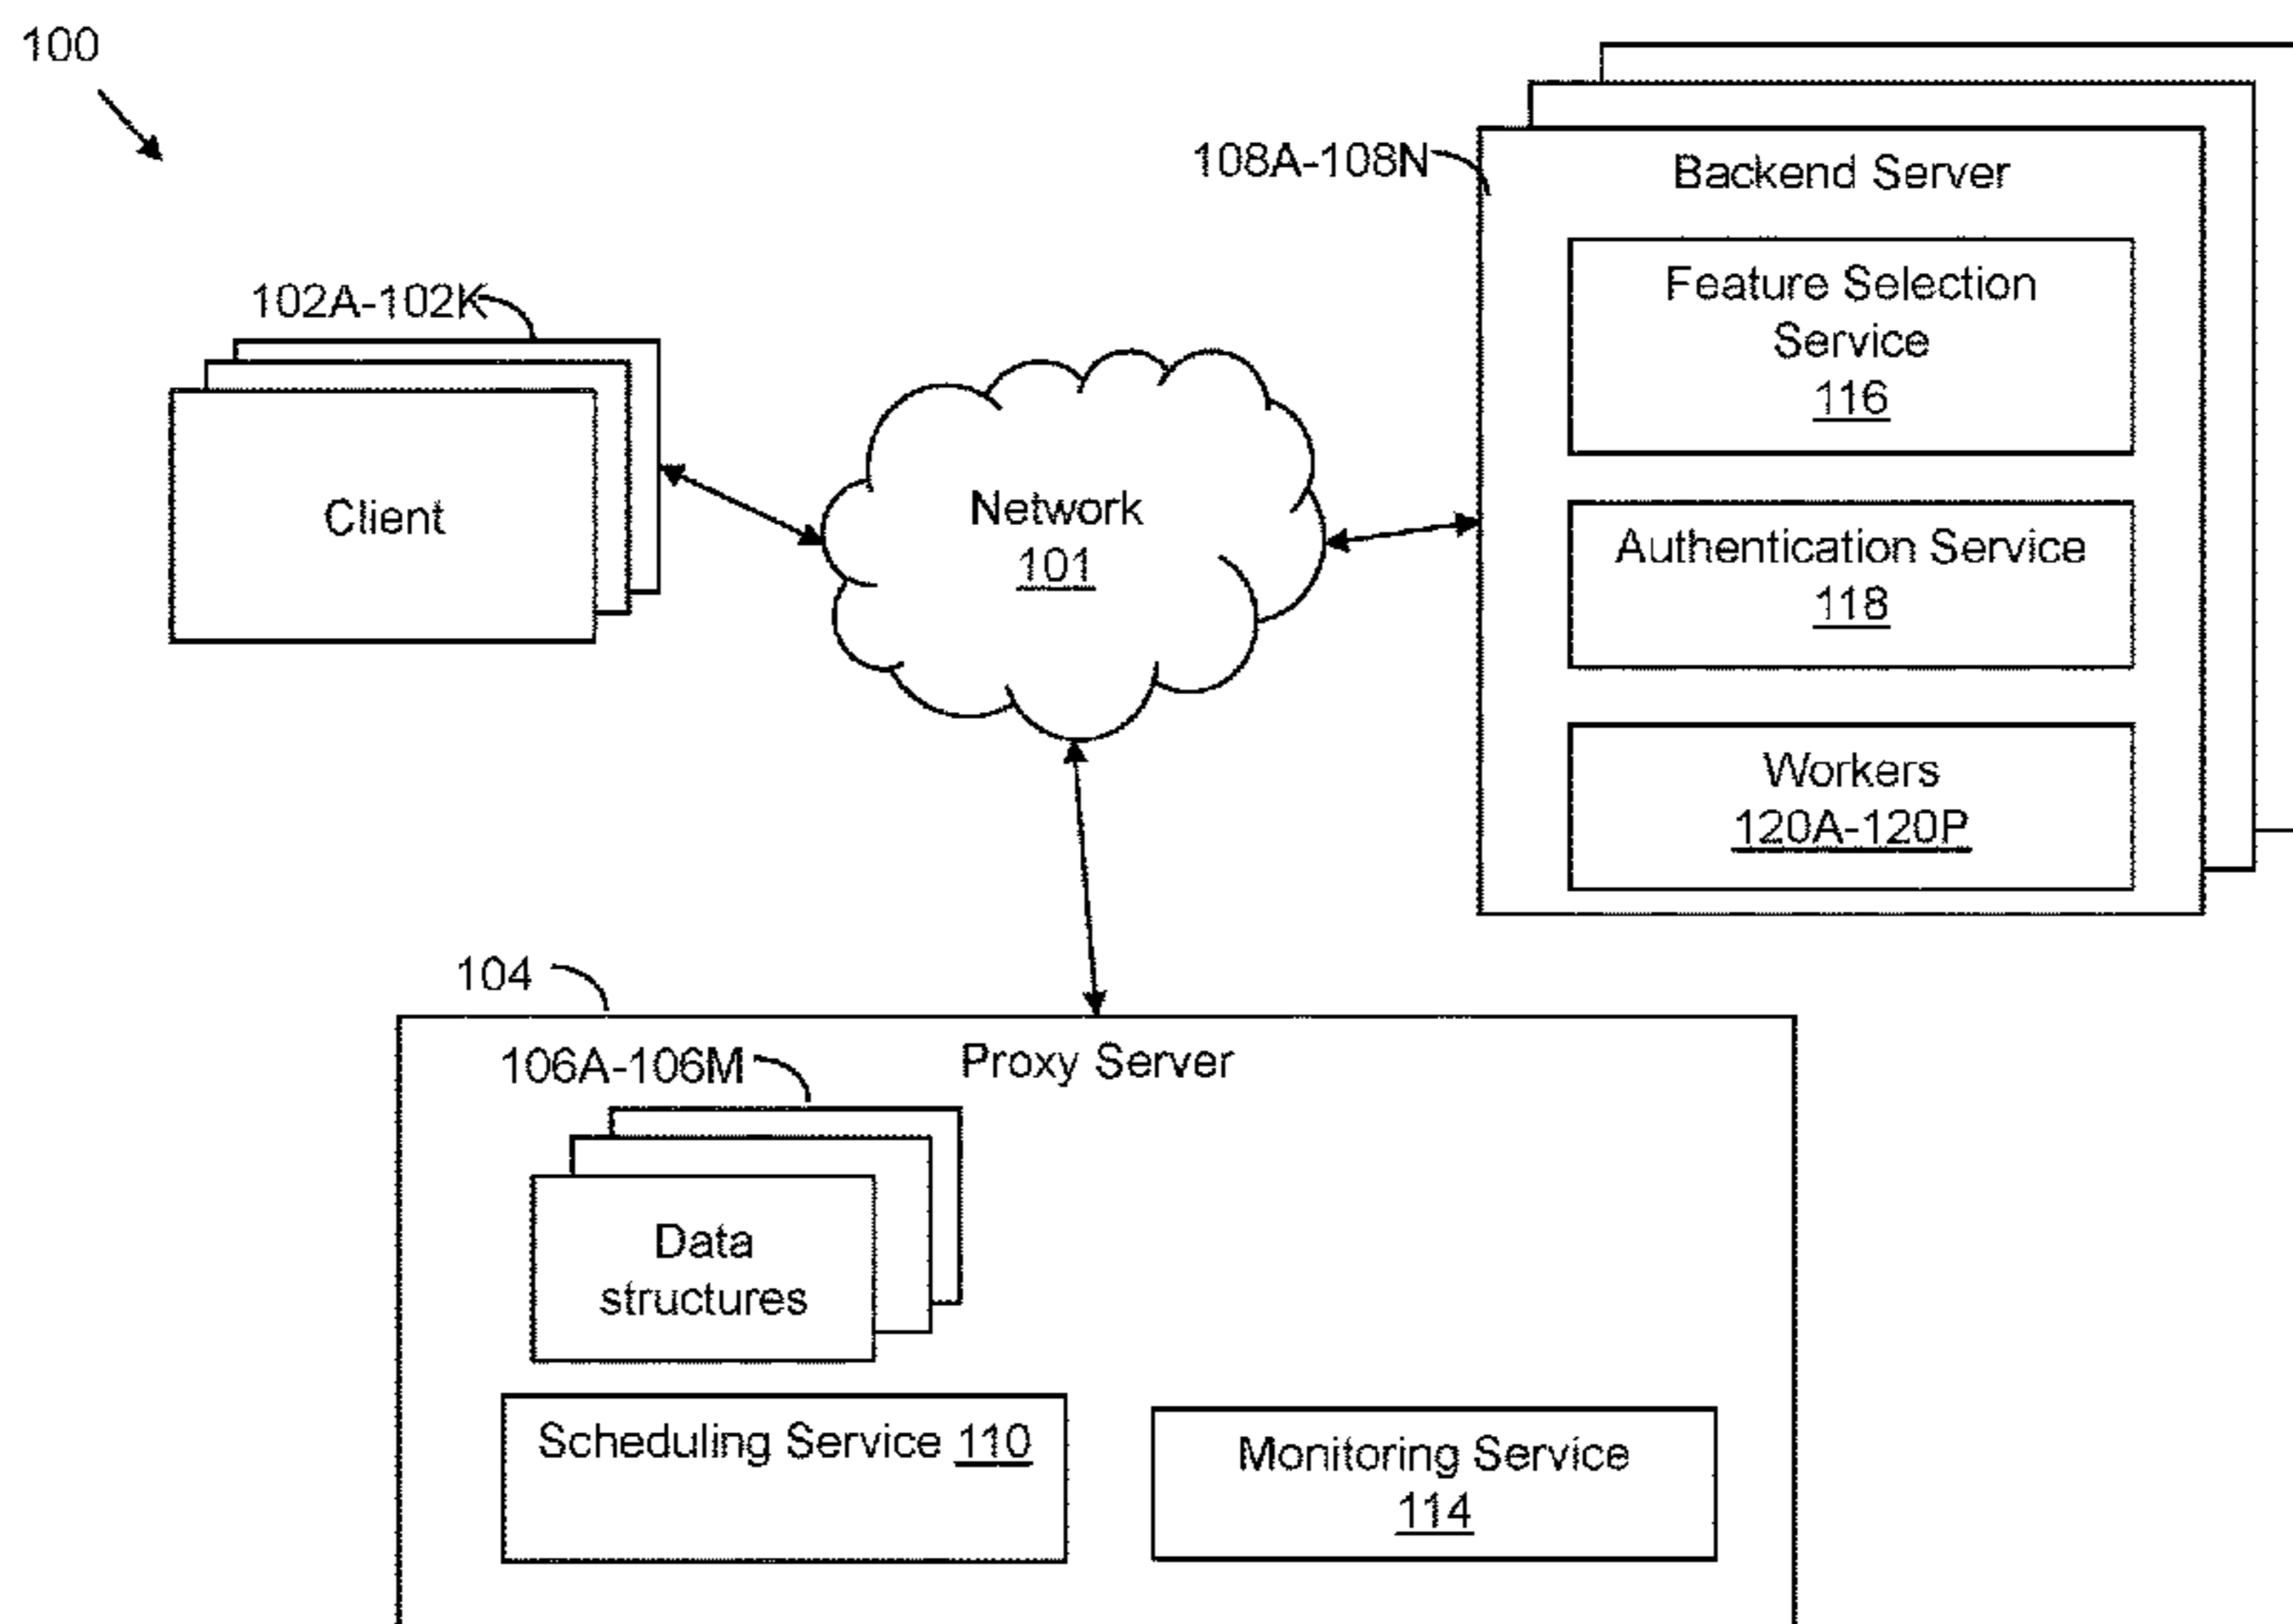 100
108A-108N
Backend Server
Feature Selection
Service
116
102A-102K
Client
Network
101
Authentication Service
118
Workers
120A-120P
104
106A-106M
Proxy Server
Data
structures
Scheduling Service 110
Monitoring Service
114